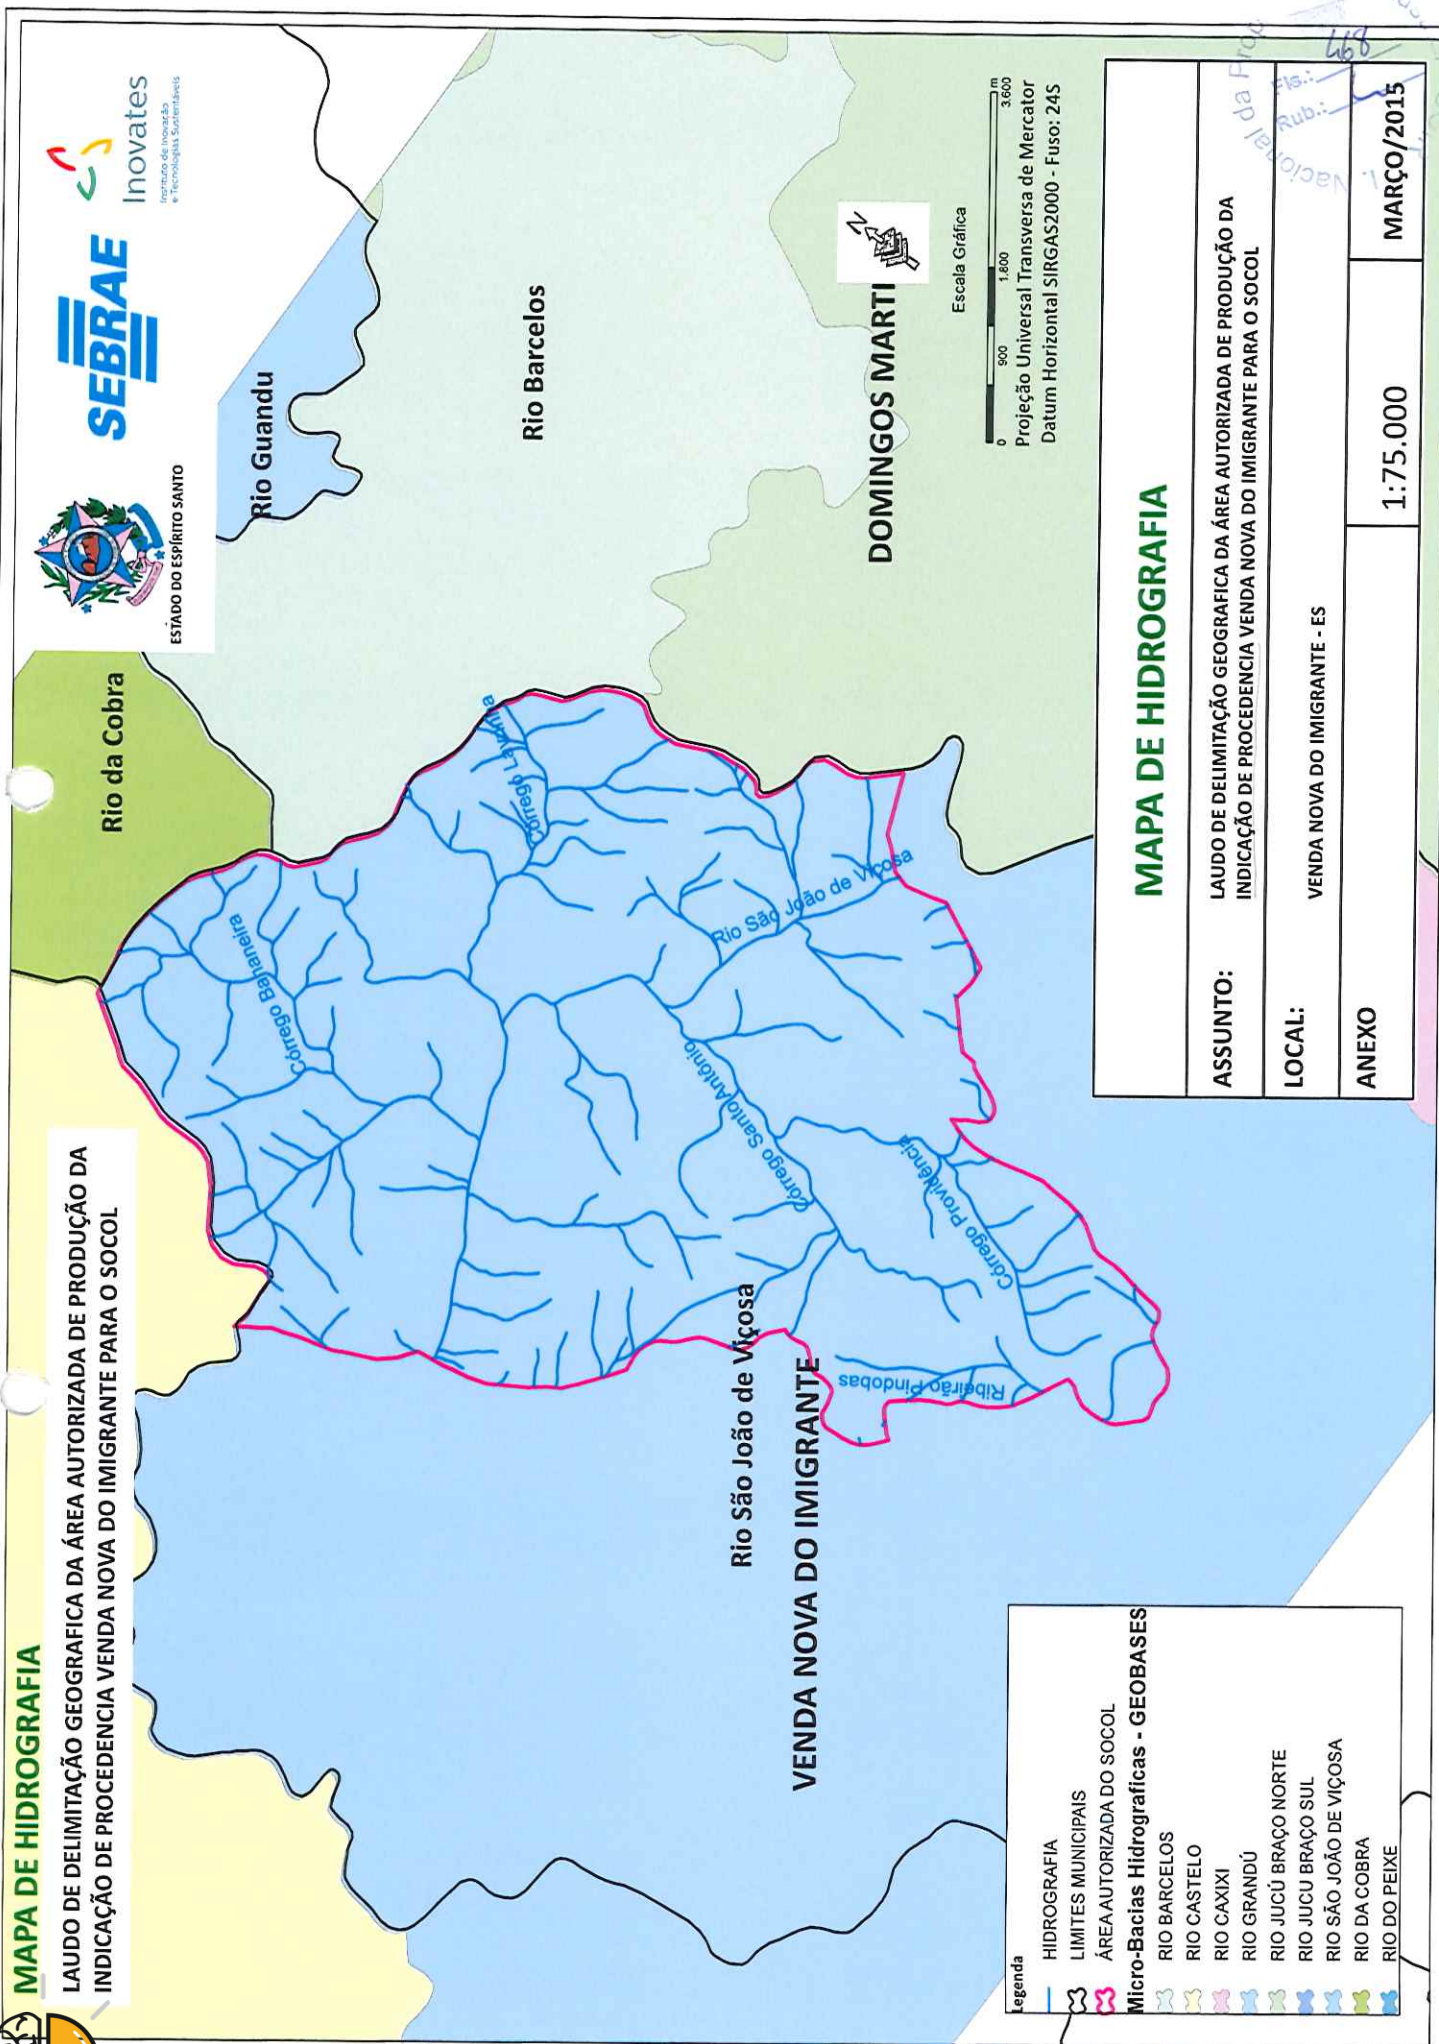 MAPA DE HIDROGRAFIA
LAUDO DE DELIMITAÇÃO GEOGRAFICA DA ÁREA AUTORIZADA DE PRODUÇÃO DA
INDICAÇÃO DE PROCEDENCIA VENDA NOVA DO IMIGRANTE PARA O SOCOL
ESTADO DO ESPÍRITO SANTO
SEBRAE
Inovates
Instituto de Inovação
e Tecnologias Sustentáveis
Rio da Cobra
Rio Guandu
Rio Barcelos
Córrego Bananeira
Córrego Lavrinha
Rio São João de Viçosa
Córrego Santo Antônio
Córrego Providência
Ribeirão Pindobas
Rio São João de Viçosa
VENDA NOVA DO IMIGRANTE
DOMINGOS MARTI
N
Escala Gráfica
0 900 1.800 3.600 m
Projeção Universal Transversa de Mercator
Datum Horizontal SIRGAS2000 - Fuso: 24S
Legenda
HIDROGRAFIA
LIMITES MUNICIPAIS
ÁREA AUTORIZADA DO SOCOL
Micro-Bacias Hidrograficas - GEOBASES
RIO BARCELOS
RIO CASTELO
RIO CAXIXI
RIO GRANDÚ
RIO JUCÚ BRAÇO NORTE
RIO JUCU BRAÇO SUL
RIO SÃO JOÃO DE VIÇOSA
RIO DA COBRA
RIO DO PEIXE
MAPA DE HIDROGRAFIA
ASSUNTO: LAUDO DE DELIMITAÇÃO GEOGRAFICA DA ÁREA AUTORIZADA DE PRODUÇÃO DA
INDICAÇÃO DE PROCEDENCIA VENDA NOVA DO IMIGRANTE PARA O SOCOL
LOCAL: VENDA NOVA DO IMIGRANTE - ES
ANEXO 1:75.000 MARÇO/2015
Nacional da Prop
Fls.: 468
Rub.: